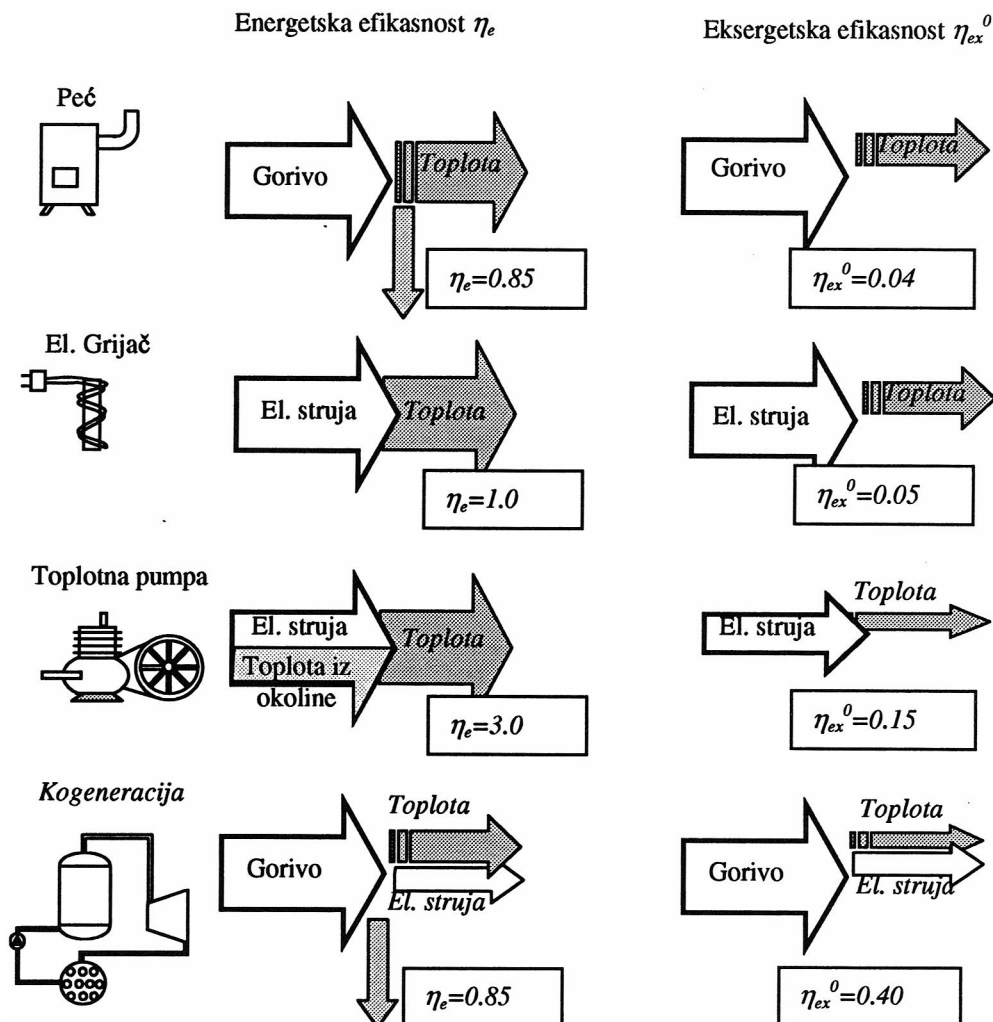 Energetska efikasnost ηe
Eksergetska efikasnost ηex⁰
Peć
Gorivo
Toplota
ηe=0.85
Gorivo
Toplota
ηex⁰=0.04
El. Grijač
El. struja
Toplota
ηe=1.0
El. struja
Toplota
ηex⁰=0.05
Toplotna pumpa
El. struja
Toplota iz
okoline
Toplota
ηe=3.0
El. struja
Toplota
ηex⁰=0.15
Kogeneracija
Gorivo
Toplota
El. struja
ηe=0.85
Gorivo
Toplota
El. struja
ηex⁰=0.40